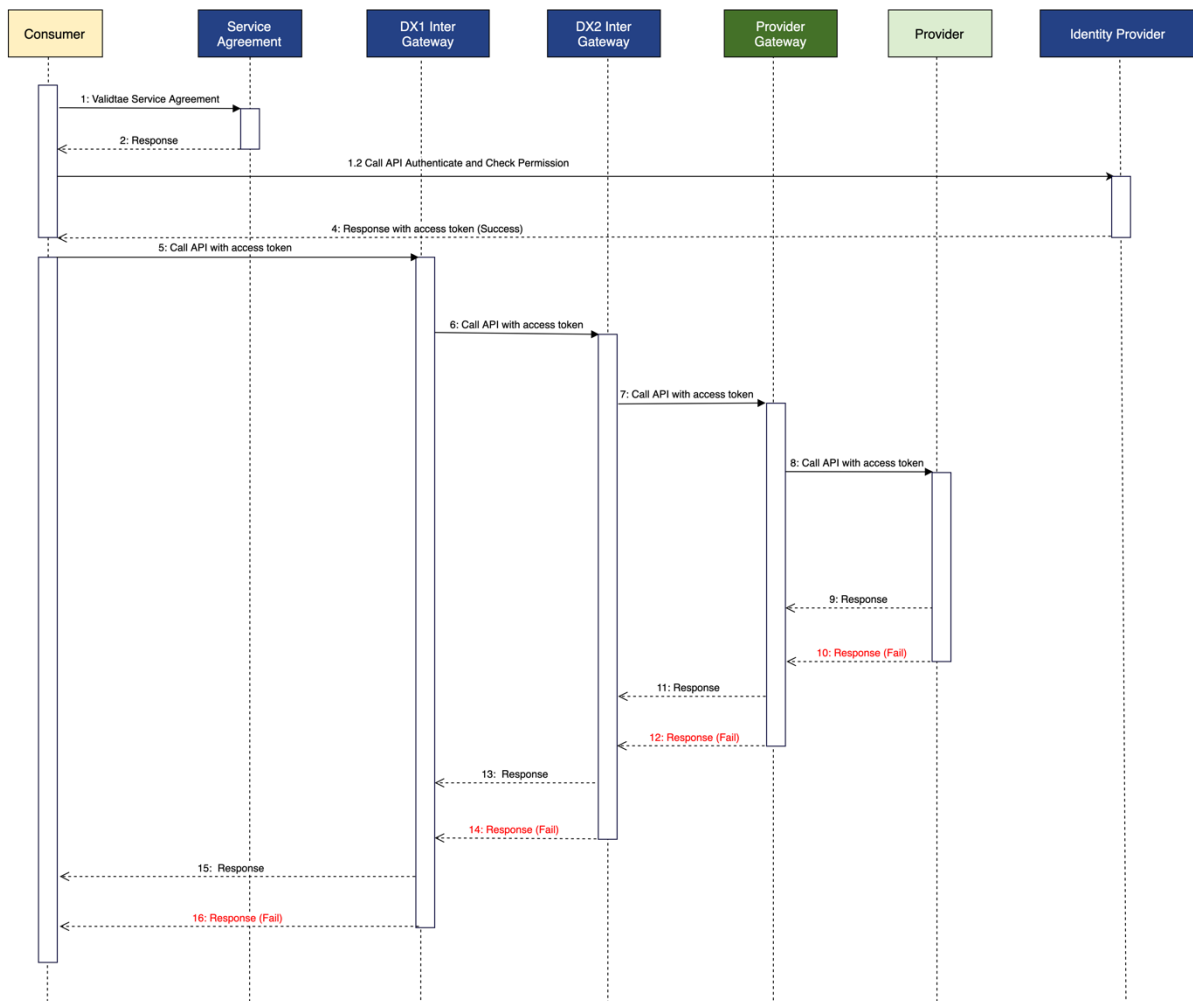 Consumer
Service
Agreement
DX1 Inter
Gateway
DX2 Inter
Gateway
Provider
Gateway
Provider
Identity Provider
1: Validtae Service Agreement
2: Response
1.2 Call API Authenticate and Check Permission
4: Response with access token (Success)
5: Call API with access token
6: Call API with access token
7: Call API with access token
8: Call API with access token
9: Response
10: Response (Fail)
11: Response
12: Response (Fail)
13:  Response
14: Response (Fail)
15:  Response
16: Response (Fail)